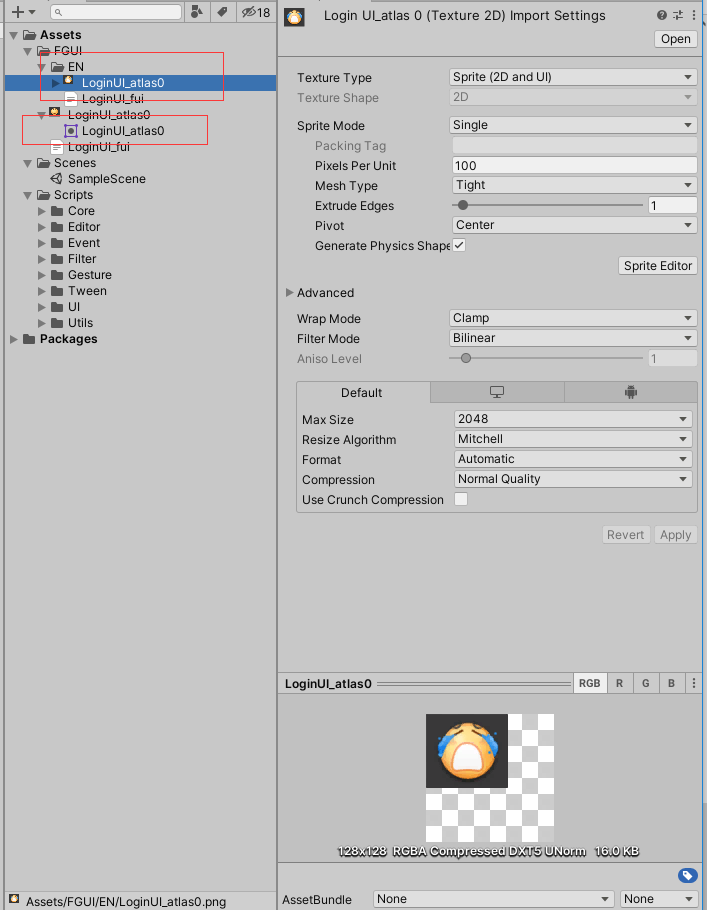 18
Assets
FGUI
EN
LoginUI_atlas0
LoginUI_fui
LoginUI_atlas0
LoginUI_atlas0
LoginUI_fui
Scenes
SampleScene
Scripts
Core
Editor
Event
Filter
Gesture
Tween
UI
Utils
Packages
Assets/FGUI/EN/LoginUI_atlas0.png
Login UI_atlas 0 (Texture 2D) Import Settings
Open
Texture Type Sprite (2D and UI)
Texture Shape 2D
Sprite Mode Single
Packing Tag
Pixels Per Unit 100
Mesh Type Tight
Extrude Edges 1
Pivot Center
Generate Physics Shape
Sprite Editor
Advanced
Wrap Mode Clamp
Filter Mode Bilinear
Aniso Level 1
Default
Max Size 2048
Resize Algorithm Mitchell
Format Automatic
Compression Normal Quality
Use Crunch Compression
Revert Apply
LoginUI_atlas0 RGB R G B
128x128 RGBA Compressed DXT5 UNorm 16.0 KB
AssetBundle None None